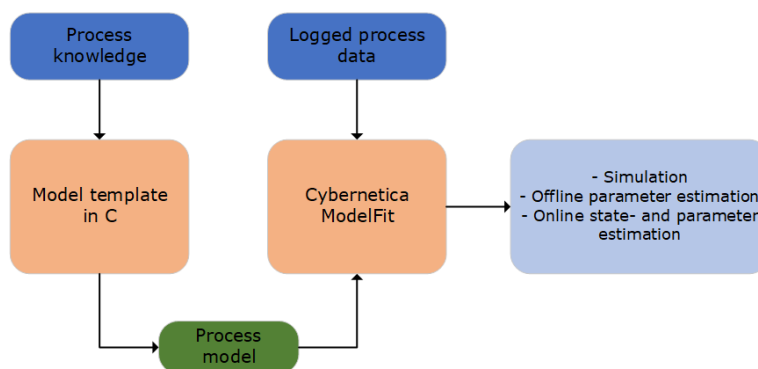 Process
knowledge
Logged process
data
Model template
in C
Cybernetica
ModelFit
- Simulation
- Offline parameter estimation
- Online state- and parameter
estimation
Process
model